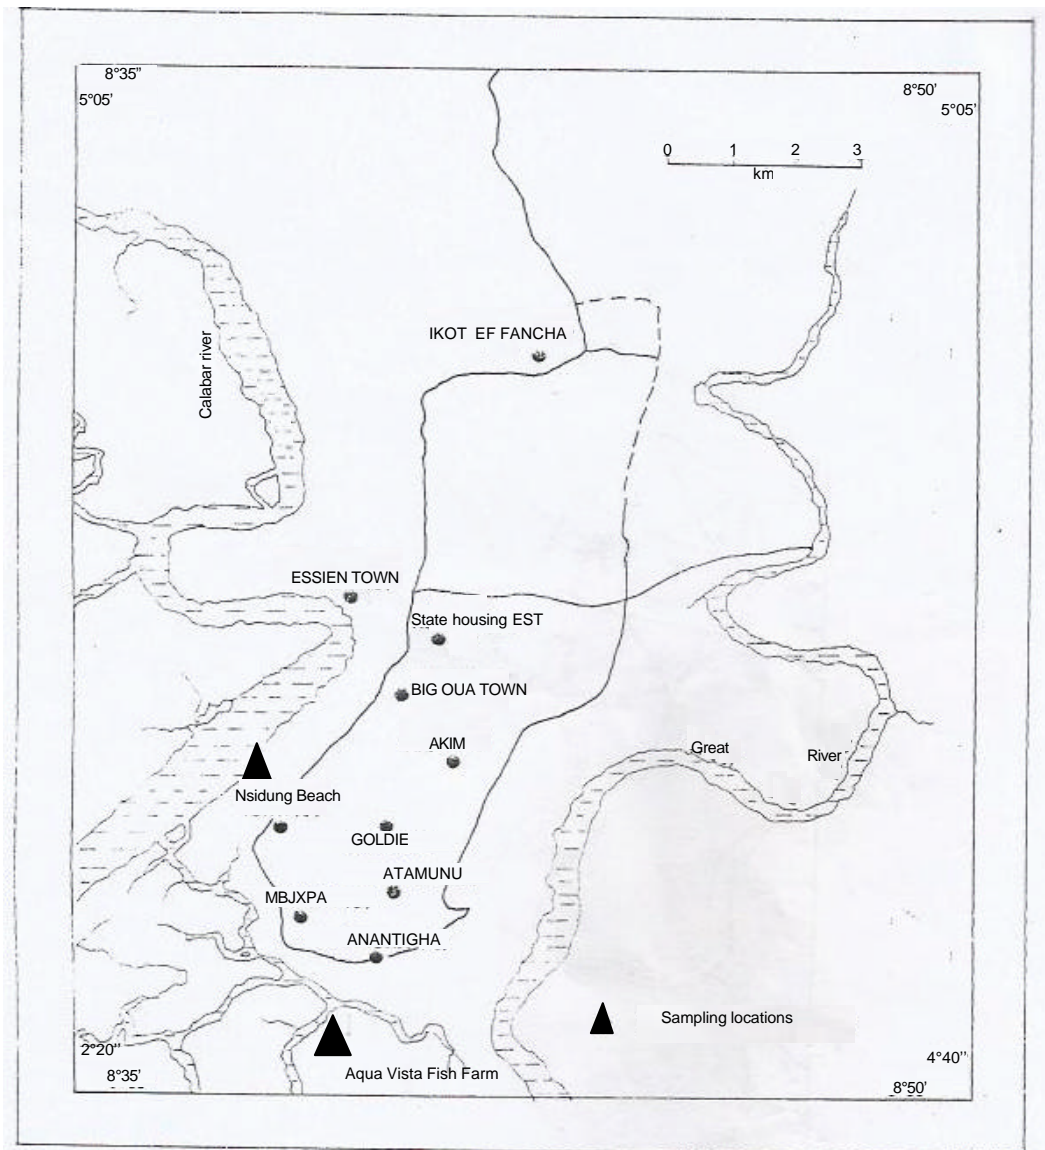 8°35”
8°50’
5°05’
5°05’
0 1 2 3
km
IKOT EF FANCHA
Calabar river
ESSIEN TOWN
State housing EST
BIG OUA TOWN
AKIM
Great River
Nsidung Beach
GOLDIE
ATAMUNU
MBJXPA
ANANTIGHA
Sampling locations
2°20’’
4°40’’
Aqua Vista Fish Farm
8°35’
8°50’